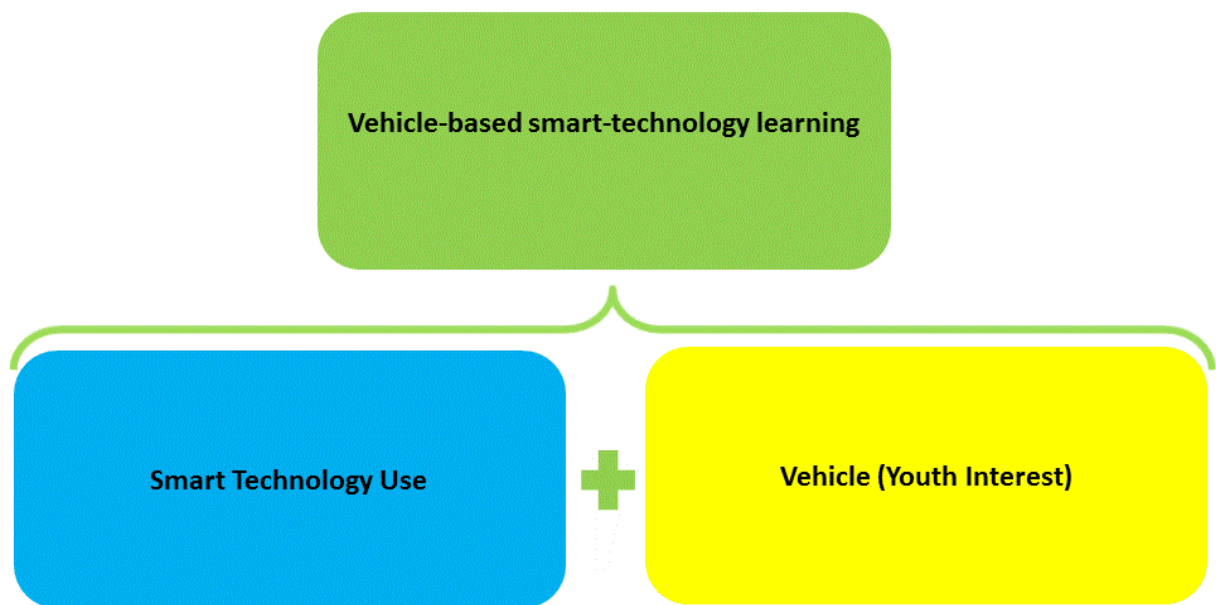 Vehicle-based smart-technology learning
Smart Technology Use
Vehicle (Youth Interest)